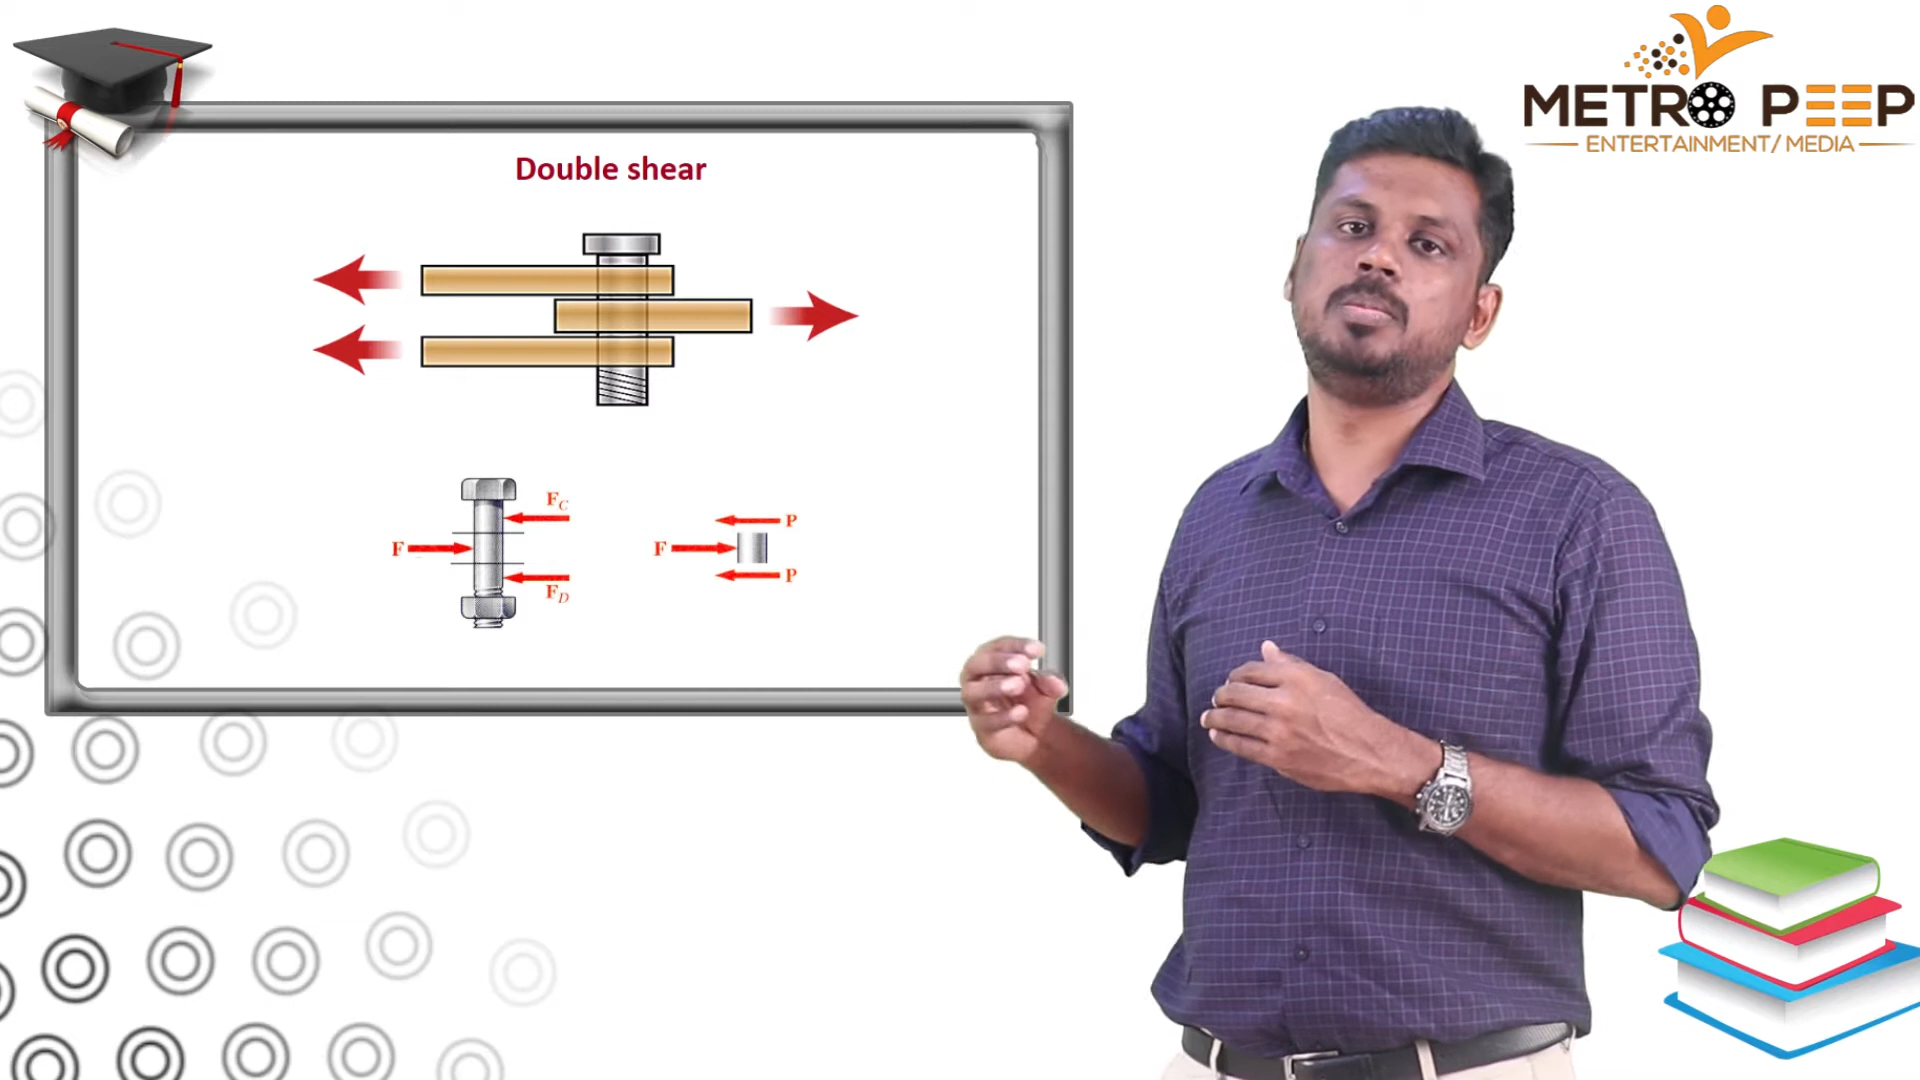 METRO PEEP
ENTERTAINMENT/ MEDIA
Double shear
F_C
F
F_D
P
F
P